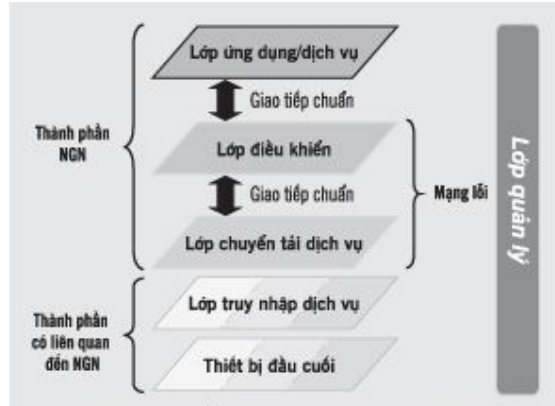 Lớp ứng dụng/dịch vụ
Giao tiếp chuẩn
Thành phần
NGN
Lớp điều khiển
Giao tiếp chuẩn
Mạng lõi
Lớp chuyển tải dịch vụ
Lớp truy nhập dịch vụ
Thành phần
có liên quan
đến NGN
Thiết bị đầu cuối
Lớp quản lý